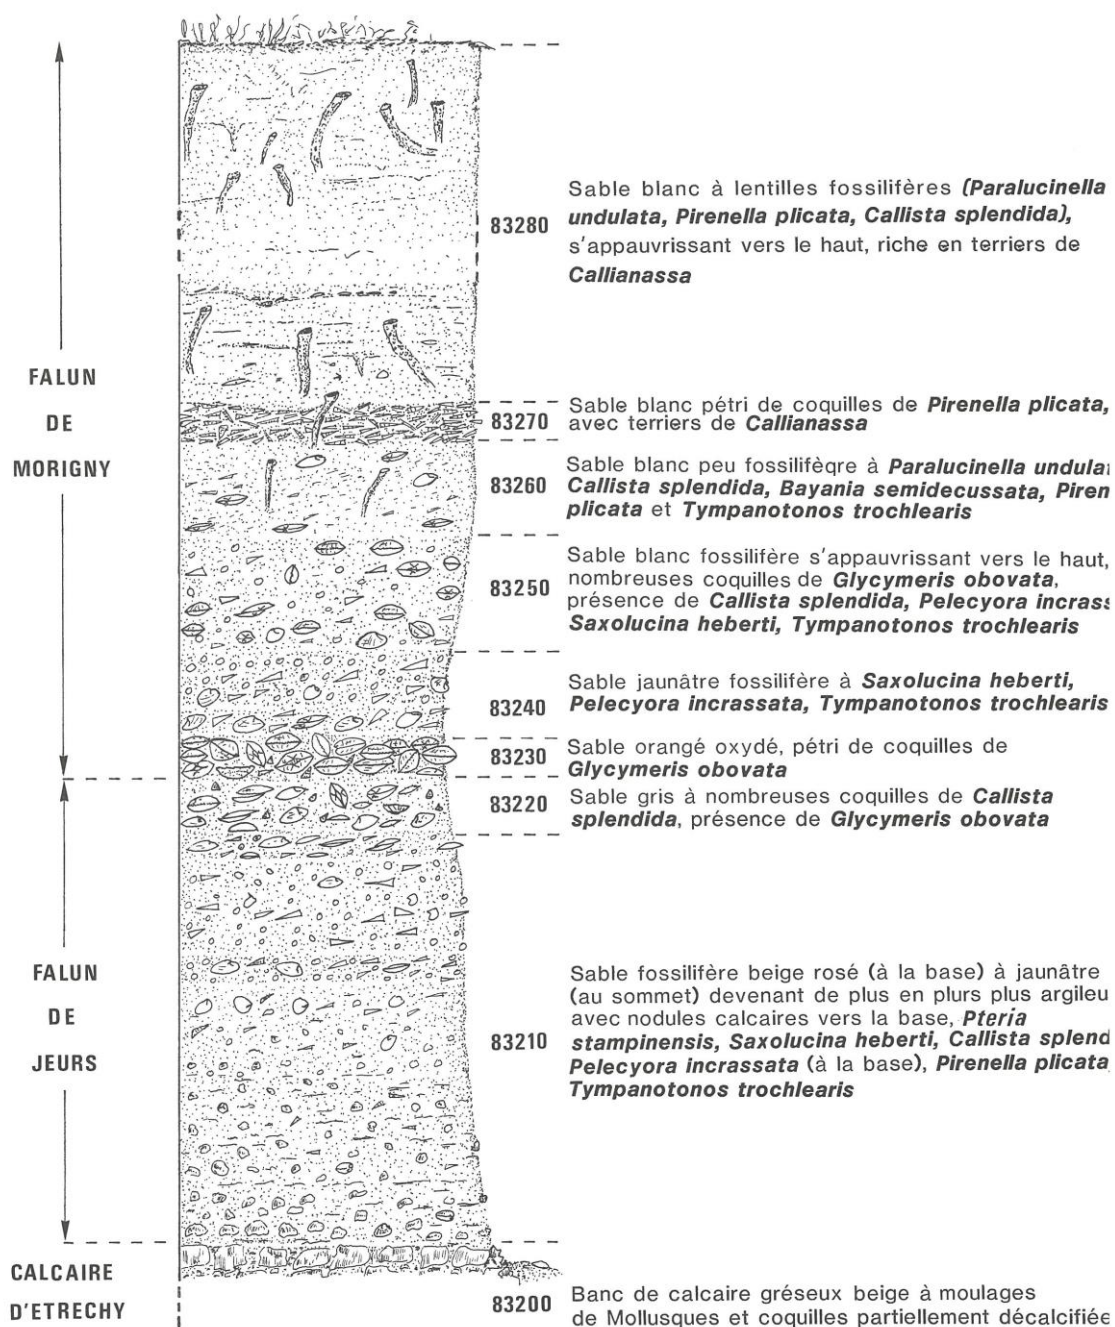 Sable blanc à lentilles fossilifères (Paralucinella
undulata, Pirenella plicata, Callista splendida),
83280
s'appauvrissant vers le haut, riche en terriers de
Callianassa
FALUN
DE
MORIGNY
Sable blanc pétri de coquilles de Pirenella plicata,
83270
avec terriers de Callianassa
Sable blanc peu fossilifèqre à Paralucinella undula
83260
Callista splendida, Bayania semidecussata, Piren
plicata et Tympanotonos trochlearis
Sable blanc fossilifère s'appauvrissant vers le haut,
83250
nombreuses coquilles de Glycymeris obovata,
présence de Callista splendida, Pelecyora incrass
Saxolucina heberti, Tympanotonos trochlearis
83240
Sable jaunâtre fossilifère à Saxolucina heberti,
Pelecyora incrassata, Tympanotonos trochlearis
83230
Sable orangé oxydé, pétri de coquilles de
Glycymeris obovata
83220
Sable gris à nombreuses coquilles de Callista
splendida, présence de Glycymeris obovata
FALUN
DE
JEURS
83210
Sable fossilifère beige rosé (à la base) à jaunâtre
(au sommet) devenant de plus en plurs plus argileu
avec nodules calcaires vers la base, Pteria
stampinensis, Saxolucina heberti, Callista splend
Pelecyora incrassata (à la base), Pirenella plicata
Tympanotonos trochlearis
CALCAIRE
D'ETRECHY
83200
Banc de calcaire gréseux beige à moulages
de Mollusques et coquilles partiellement décalcifiée